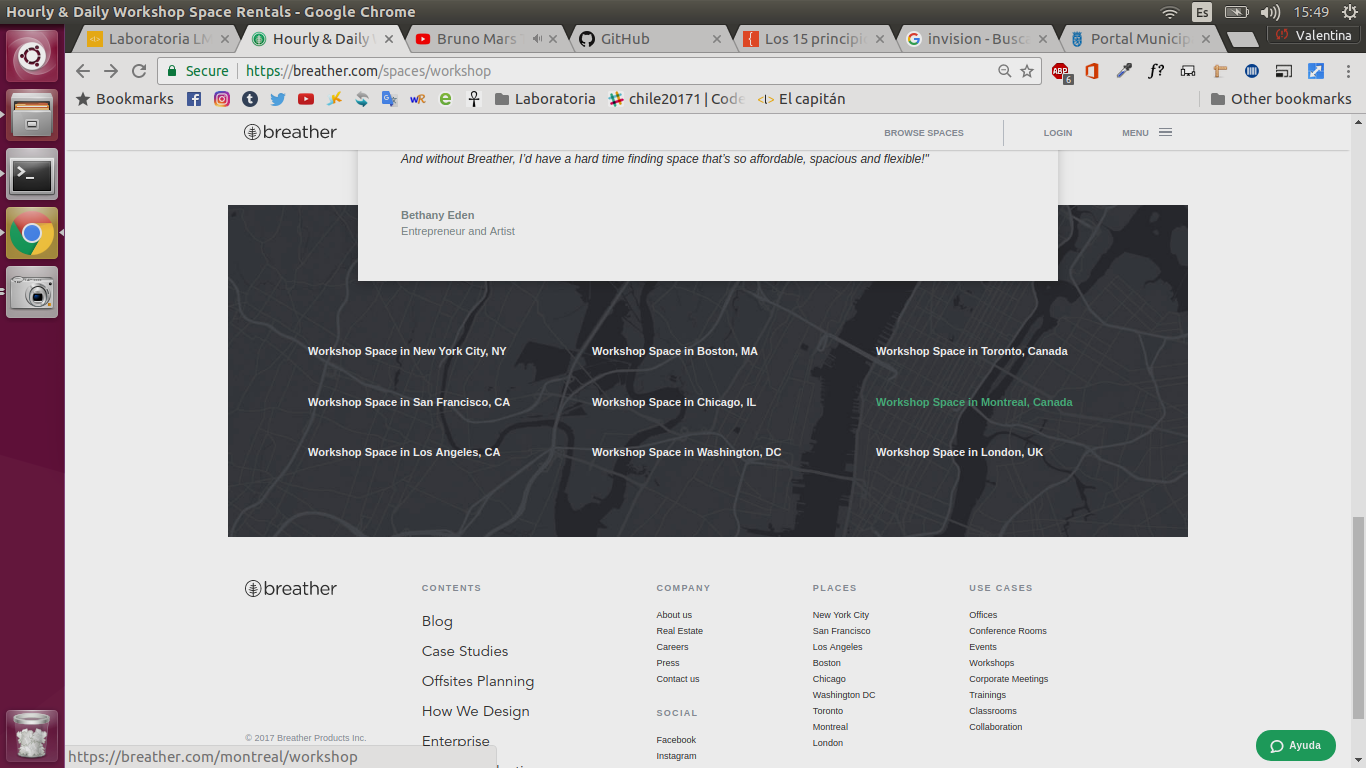 Hourly & Daily Workshop Space Rentals - Google Chrome
Es
15:49
Laboratoria LM
Hourly & Daily W
Bruno Mars
GitHub
Los 15 principi
invision - Busc
Portal Municip
Valentina
Secure
https://breather.com/spaces/workshop
ABP
6
f?
Bookmarks
Laboratoria
chile20171 | Code
El capitán
Other bookmarks
breather
BROWSE SPACES
LOGIN
MENU
And without Breather, I'd have a hard time finding space that's so affordable, spacious and flexible!"
Bethany Eden
Entrepreneur and Artist
Workshop Space in New York City, NY
Workshop Space in Boston, MA
Workshop Space in Toronto, Canada
Workshop Space in San Francisco, CA
Workshop Space in Chicago, IL
Workshop Space in Montreal, Canada
Workshop Space in Los Angeles, CA
Workshop Space in Washington, DC
Workshop Space in London, UK
breather
© 2017 Breather Products Inc.
CONTENTS
Blog
Case Studies
Offsites Planning
How We Design
Enterprise
COMPANY
About us
Real Estate
Careers
Press
Contact us
SOCIAL
Facebook
Instagram
PLACES
New York City
San Francisco
Los Angeles
Boston
Chicago
Washington DC
Toronto
Montreal
London
USE CASES
Offices
Conference Rooms
Events
Workshops
Corporate Meetings
Trainings
Classrooms
Collaboration
Ayuda
https://breather.com/montreal/workshop